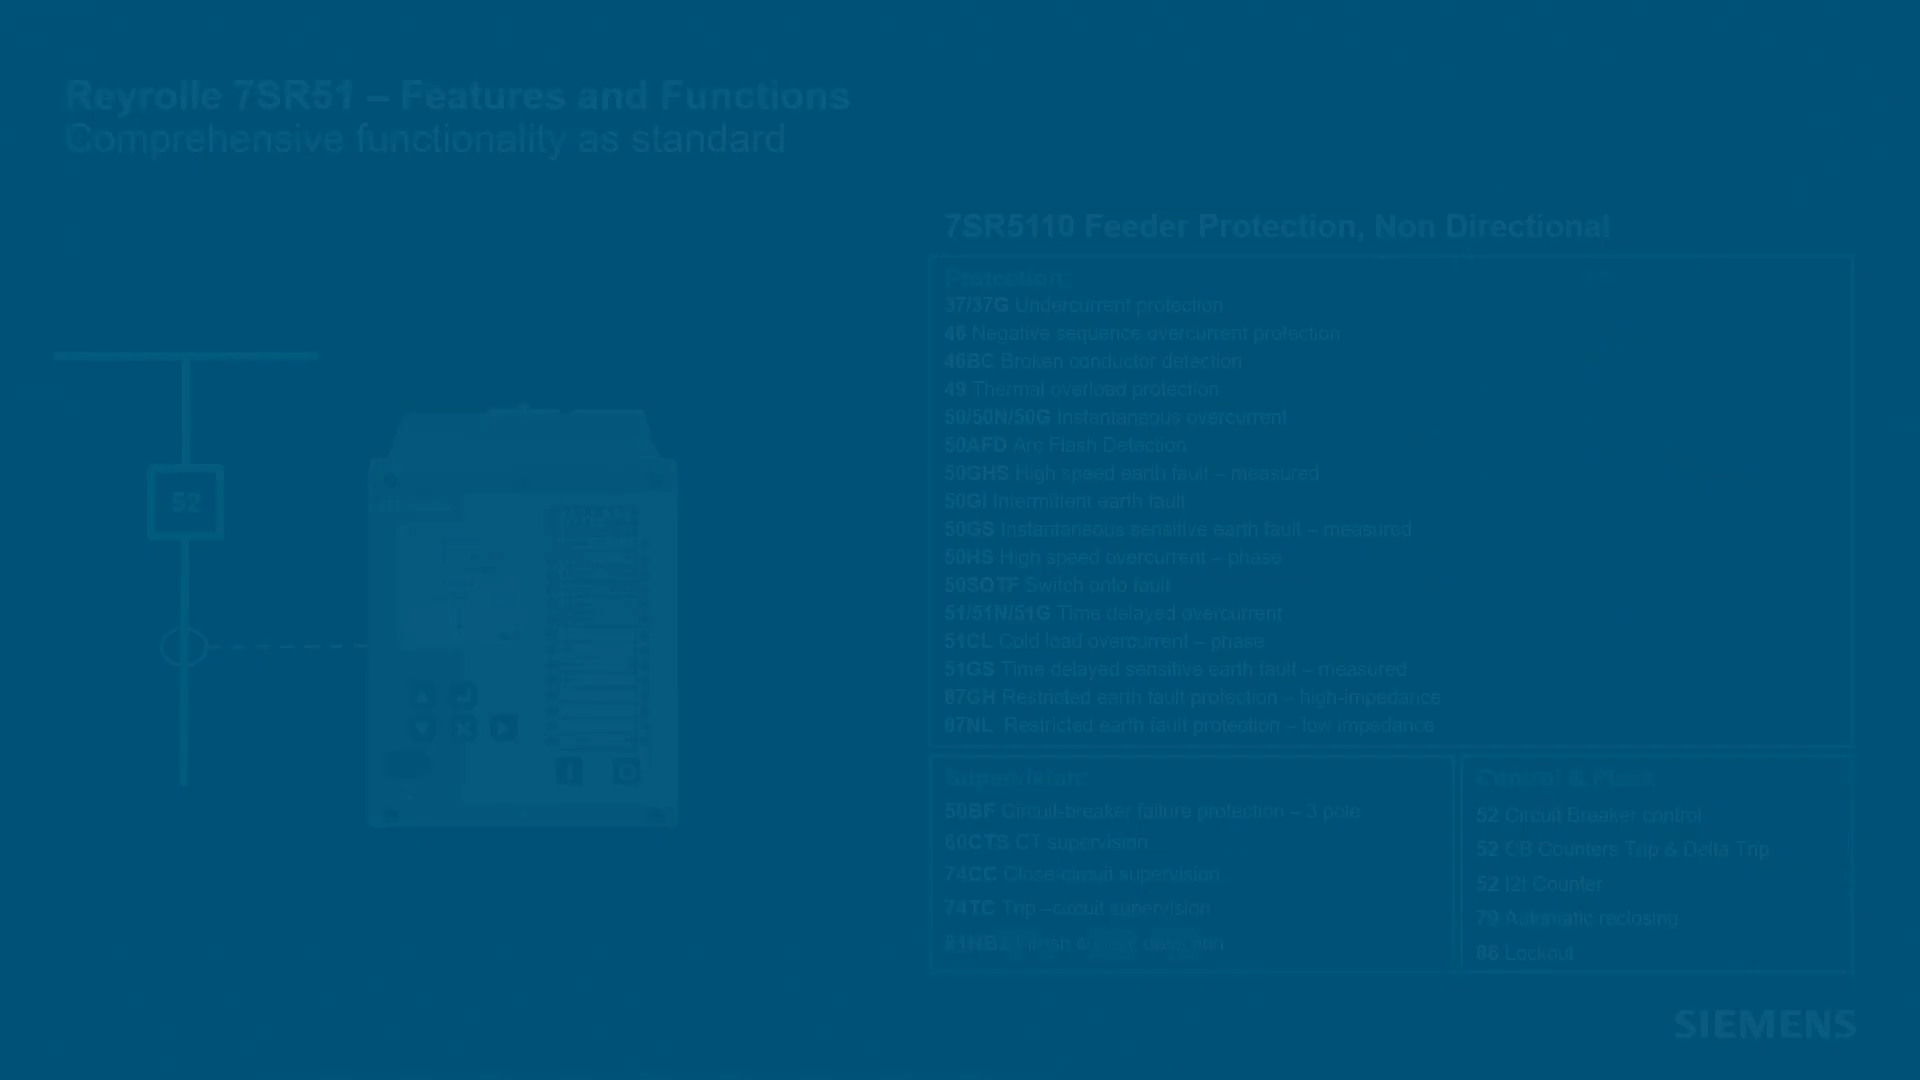 Reyrolle 7SR51 – Features and Functions
Comprehensive functionality as standard
7SR5110 Feeder Protection, Non Directional
Protection:
37/37G Undercurrent protection
46 Negative sequence overcurrent protection
46BC Broken conductor detection
49 Thermal overload protection
50/50N/50G Instantaneous overcurrent
50AFD Arc Flash Detection
50GHS High speed earth fault – measured
50GI Intermittent earth fault
50GS Instantaneous sensitive earth fault – measured
50HS High speed overcurrent – phase
50SOTF Switch onto fault
51/51N/51G Time delayed overcurrent
51CL Cold load overcurrent – phase
51GS Time delayed sensitive earth fault – measured
87GH Restricted earth fault protection – high-impedance
87NL Restricted earth fault protection – low impedance
52
Supervision:
50BF Circuit-breaker failure protection – 3 pole
60CTS CT supervision
74CC Close-circuit supervision
74TC Trip –circuit supervision
detection
Control & Plant:
52 Circuit Breaker control
52 CB Counters Trip & Delta Trip
52 I2t Counter
79 Automatic reclosing
86 Lockout
SIEMENS